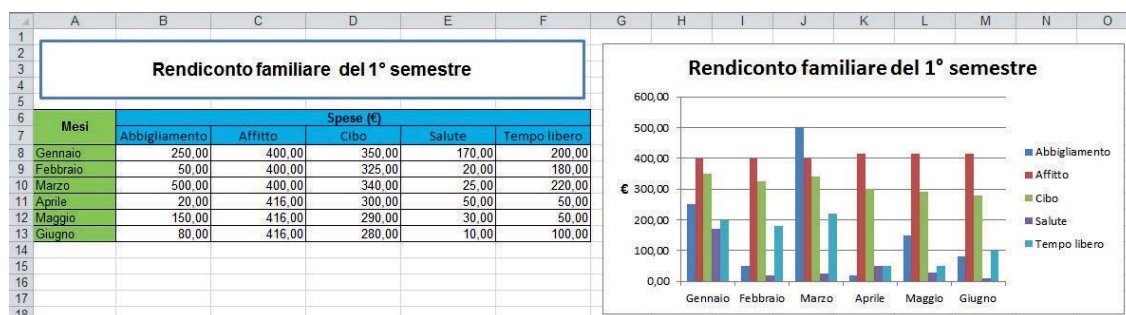 A B C D E F G H I J K L M N O
1
2
3 Rendiconto familiare del 1° semestre
4
5
6 Mesi Spese (€)
7 Abbigliamento Affitto Cibo Salute Tempo libero
8 Gennaio 250,00 400,00 350,00 170,00 200,00
9 Febbraio 50,00 400,00 325,00 20,00 180,00
10 Marzo 500,00 400,00 340,00 25,00 220,00
11 Aprile 20,00 416,00 300,00 50,00 50,00
12 Maggio 150,00 416,00 290,00 30,00 50,00
13 Giugno 80,00 416,00 280,00 10,00 100,00
14
15
16
17
18
Rendiconto familiare del 1° semestre
600,00
500,00
400,00
€ 300,00
200,00
100,00
0,00
Gennaio Febbraio Marzo Aprile Maggio Giugno
Abbigliamento
Affitto
Cibo
Salute
Tempo libero